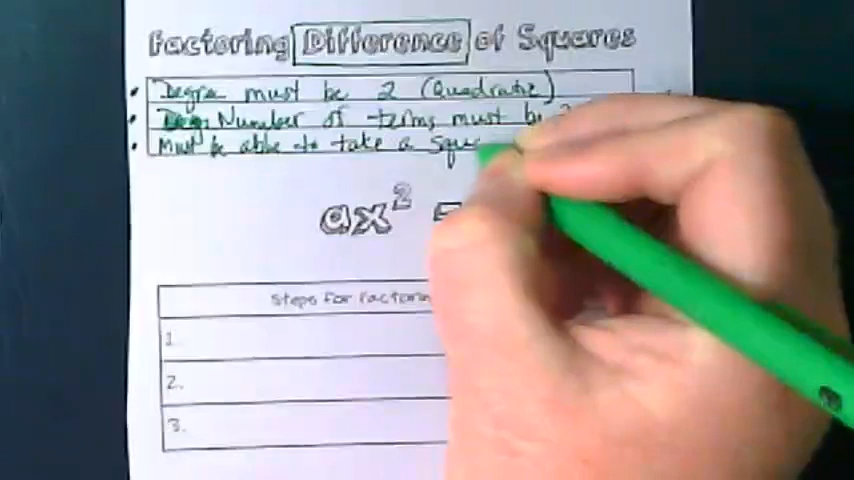 Factoring Difference of Squares
• Degree must be 2 (Quadratic)
• Number of terms must be
• Must be able to take a Squ
ax²
Steps for factorin
1.
2.
3.